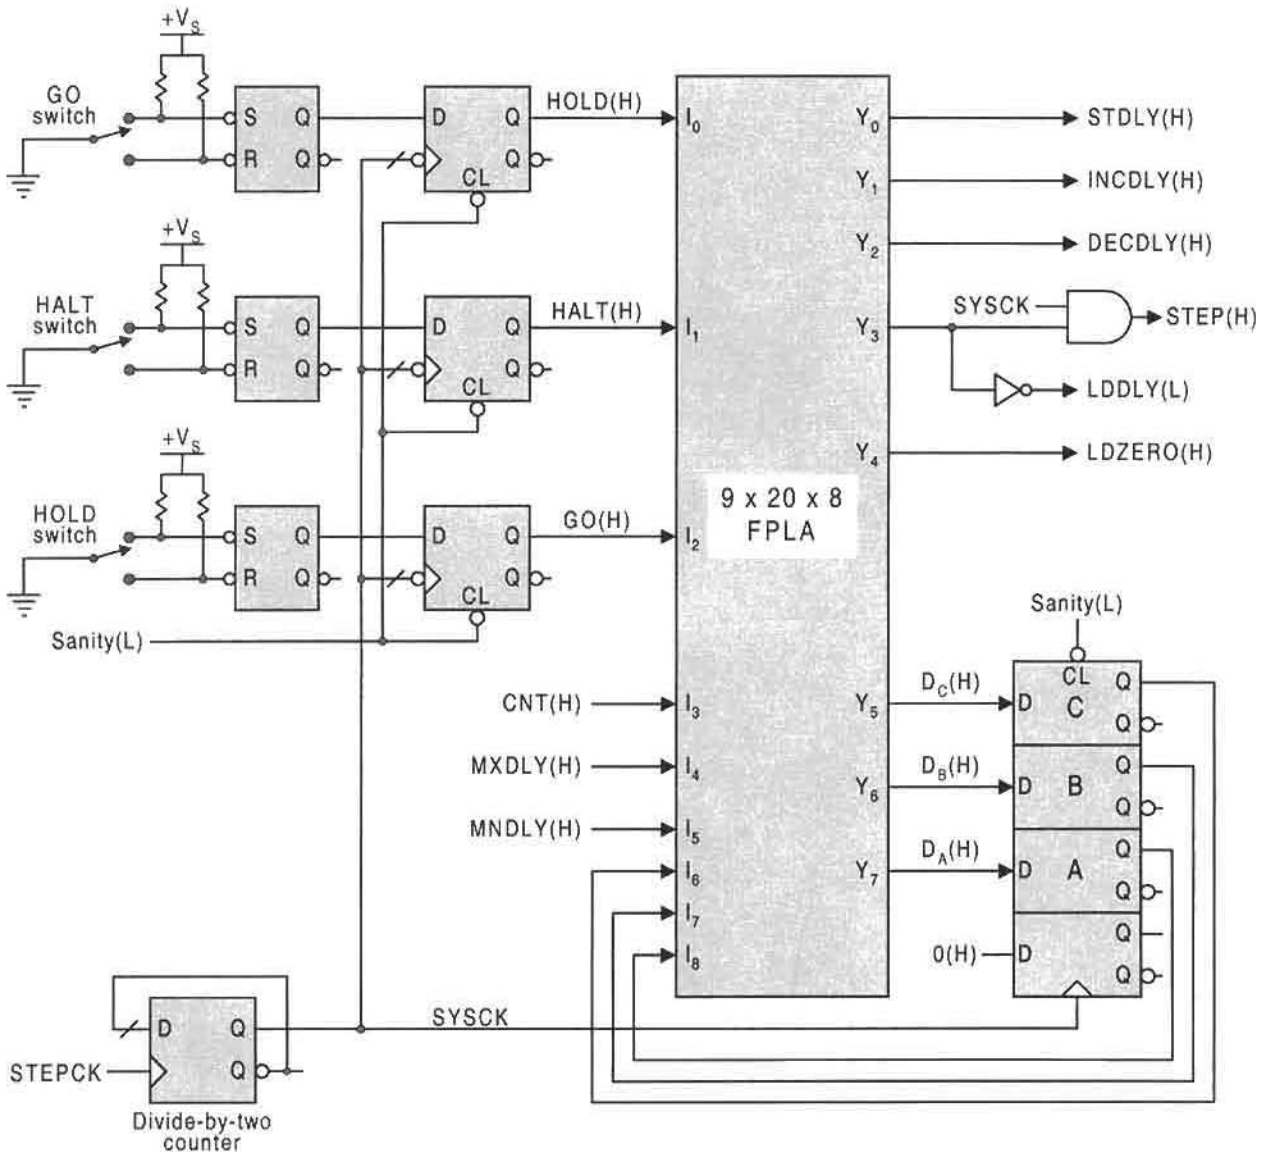 +VS
GO
switch
S Q
R Q
D Q
Q
CL
HOLD(H)
I0
Y0
STDLY(H)
Y1
INCDLY(H)
+VS
Y2
DECDLY(H)
HALT
switch
S Q
R Q
D Q
Q
CL
HALT(H)
I1
Y3
SYSCK
STEP(H)
LDDLY(L)
+VS
Y4
LDZERO(H)
9 x 20 x 8
FPLA
HOLD
switch
S Q
R Q
D Q
Q
CL
GO(H)
I2
Sanity(L)
Sanity(L)
CNT(H)
I3
Y5
DC(H)
D
CL
C
Q
Q
MXDLY(H)
I4
Y6
DB(H)
D
B
Q
Q
MNDLY(H)
I5
I6
Y7
DA(H)
D
A
Q
Q
I7
I8
0(H)
D
Q
Q
D Q
SYSCK
STEPCK
Q
Divide-by-two
counter